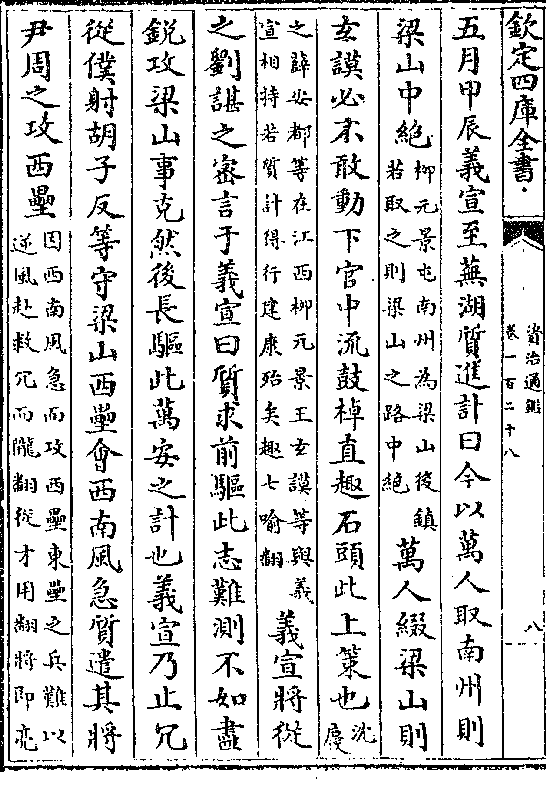 欽定四庫全書
資治通鑑
卷一百二十八
八
五月甲辰義宣至蕪湖質進計曰今以萬人取南州則
梁山中絶
柳元景屯南州為梁山後鎮
若取之則梁山之路中絶
萬人綴梁山則
玄謨必不敢動下官中流鼓棹直趣石頭此上策也
沈慶
之薛安都等在江西柳元景王玄謨等與義
宣相持若質計得行建康殆矣趣七喻翻
義宣將從
之劉諶之密言于義宣曰質求前驅此志難測不如盡
銳攻梁山事克然後長驅此萬安之計也義宣乃止冗
從僕射胡子反等守梁山西壘會西南風急質遣其將
尹周之攻西壘
因西南風急而攻西壘東壘之兵難以
逆風赴救冗而隴翻從才用翻將即亮